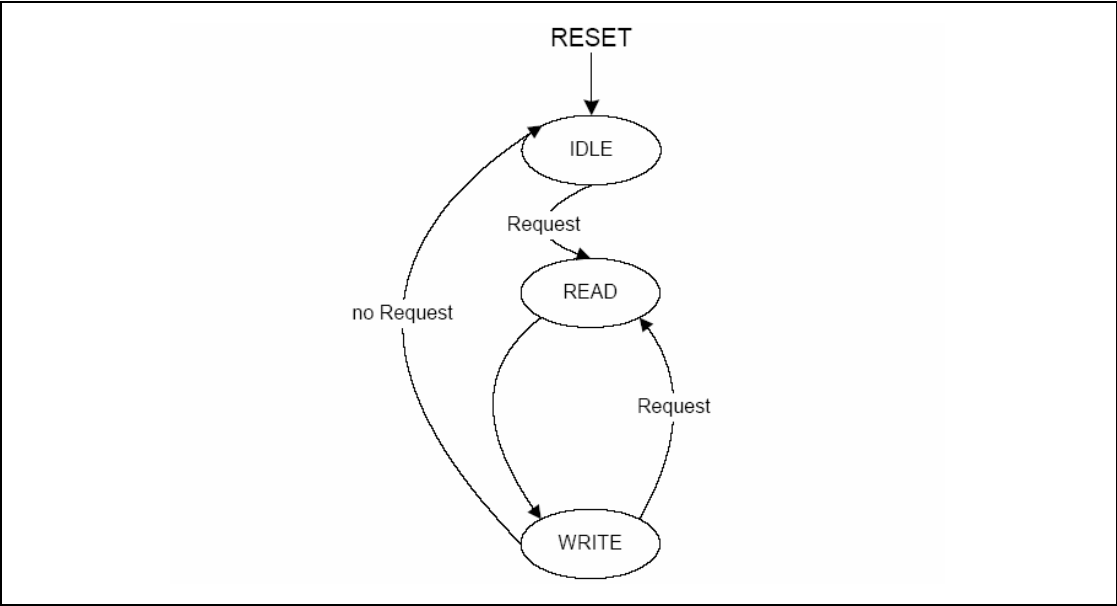 RESET
IDLE
Request
READ
no Request
Request
WRITE